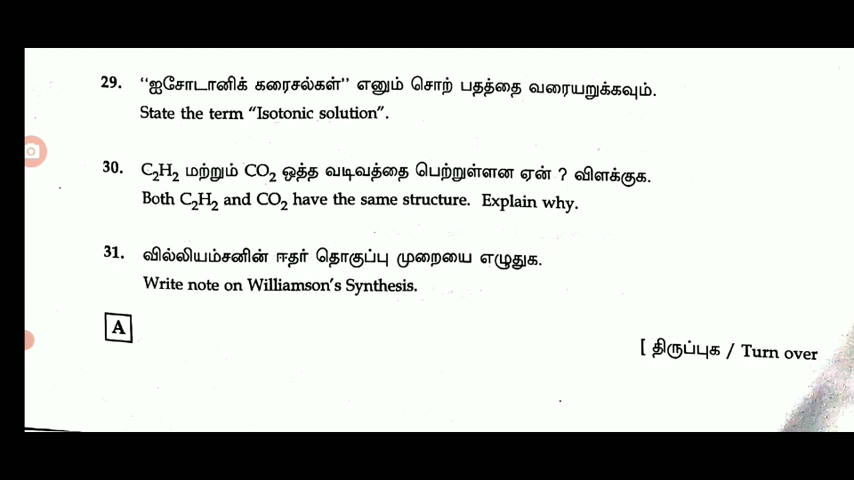 29. “ஐசோடானிக் கரைசல்கள்” எனும் சொற் பதத்தை வரையறுக்கவும்.
State the term “Isotonic solution”.
30. C₂H₂ மற்றும் CO₂ ஒத்த வடிவத்தை பெற்றுள்ளன ஏன் ? விளக்குக.
Both C₂H₂ and CO₂ have the same structure. Explain why.
31. வில்லியம்சனின் ஈதர் தொகுப்பு முறையை எழுதுக.
Write note on Williamson’s Synthesis.
A
[ திருப்புக / Turn over